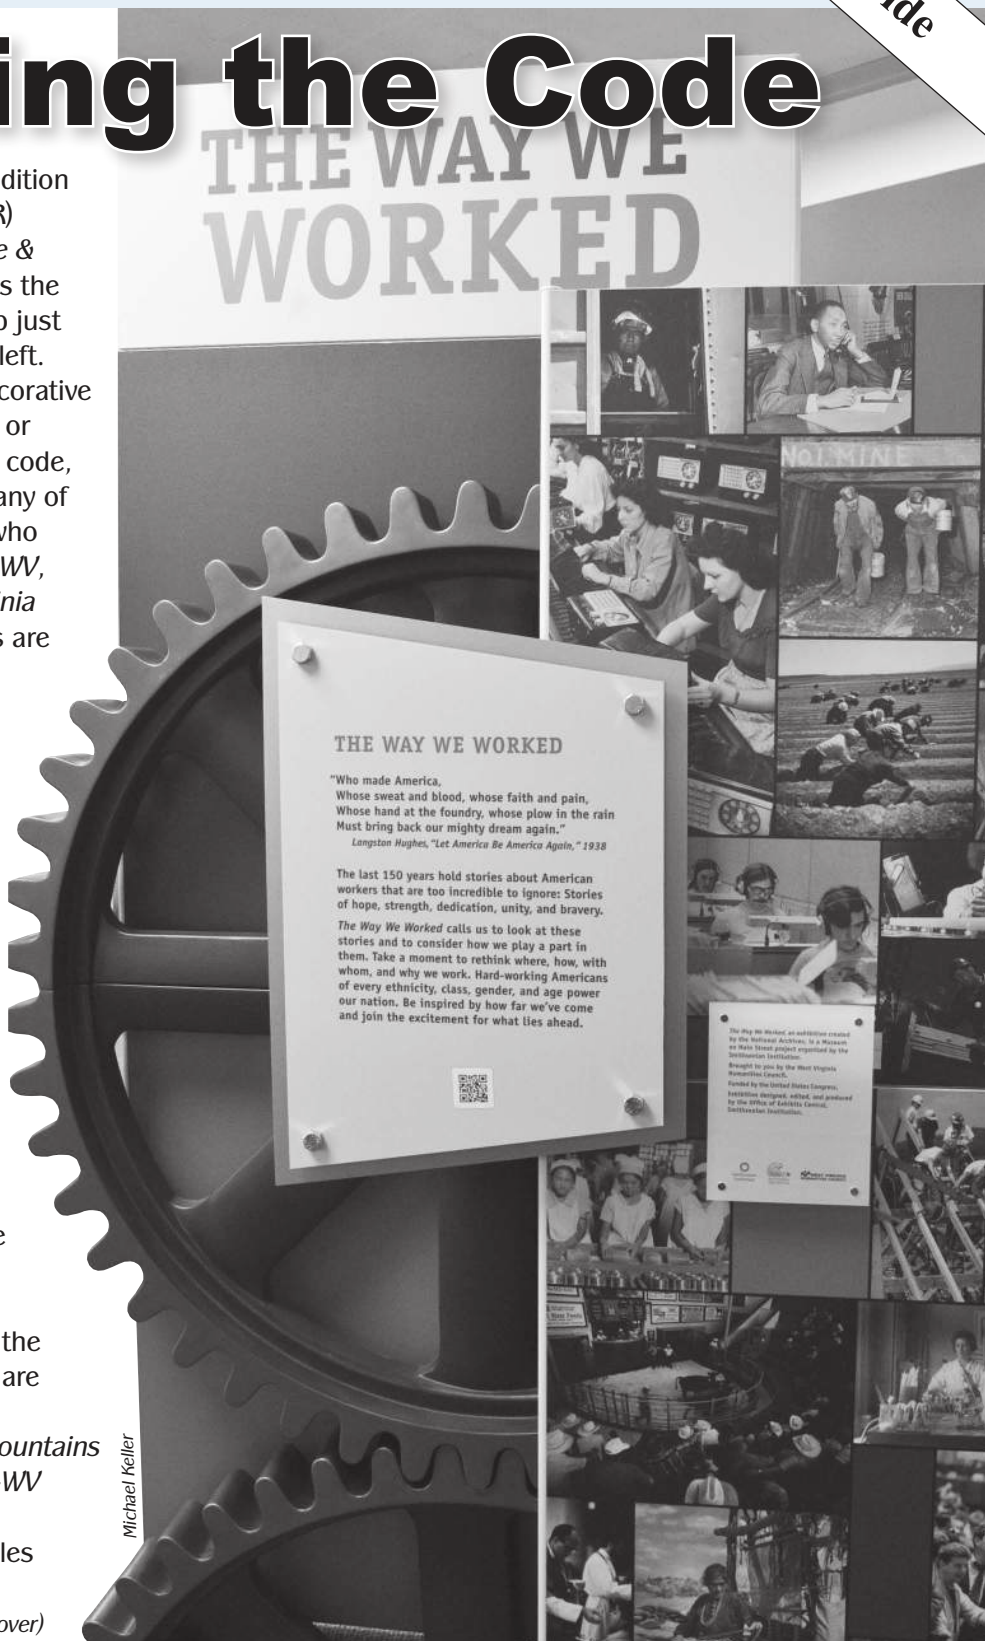 ide
ing the Code
dition
R)
e &
s the
o just
left.
corative
or
code,
any of
who
WV,
inia
s are
e
the
are
ountains
WV
les
over)
Michael Keller
THE WAY WE
WORKED
NO.1 MINE
THE WAY WE WORKED
"Who made America,
Whose sweat and blood, whose faith and pain,
Whose hand at the foundry, whose plow in the rain
Must bring back our mighty dream again."
Langston Hughes, "Let America Be America Again," 1938
The last 150 years hold stories about American
workers that are too incredible to ignore: Stories
of hope, strength, dedication, unity, and bravery.
The Way We Worked calls us to look at these
stories and to consider how we play a part in
them. Take a moment to rethink where, how, with
whom, and why we work. Hard-working Americans
of every ethnicity, class, gender, and age power
our nation. Be inspired by how far we've come
and join the excitement for what lies ahead.
The Way We Worked, an exhibition created
by the National Archives, is a Museum
on Main Street project organized by the
Smithsonian Institution.
Brought to you by the West Virginia
Humanities Council.
Funded by the United States Congress.
Exhibition designed, edited, and produced
by the Office of Exhibits Central,
Smithsonian Institution.